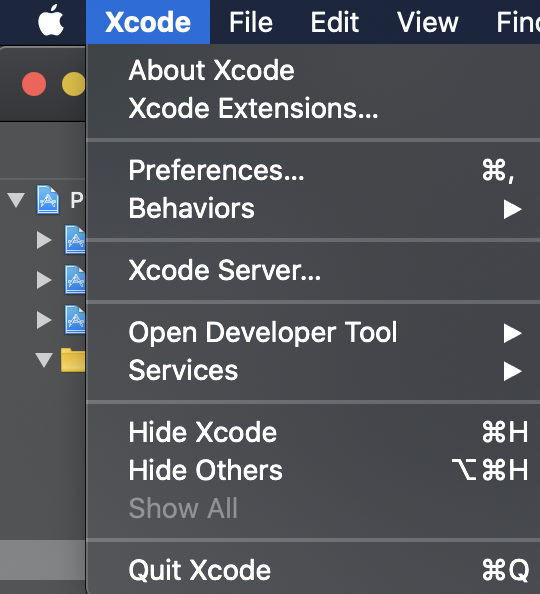 Xcode File Edit View Fin
About Xcode
Xcode Extensions...
Preferences... ⌘,
Behaviors ▶
Xcode Server...
Open Developer Tool ▶
Services ▶
Hide Xcode ⌘H
Hide Others ⌥⌘H
Show All
Quit Xcode ⌘Q
P